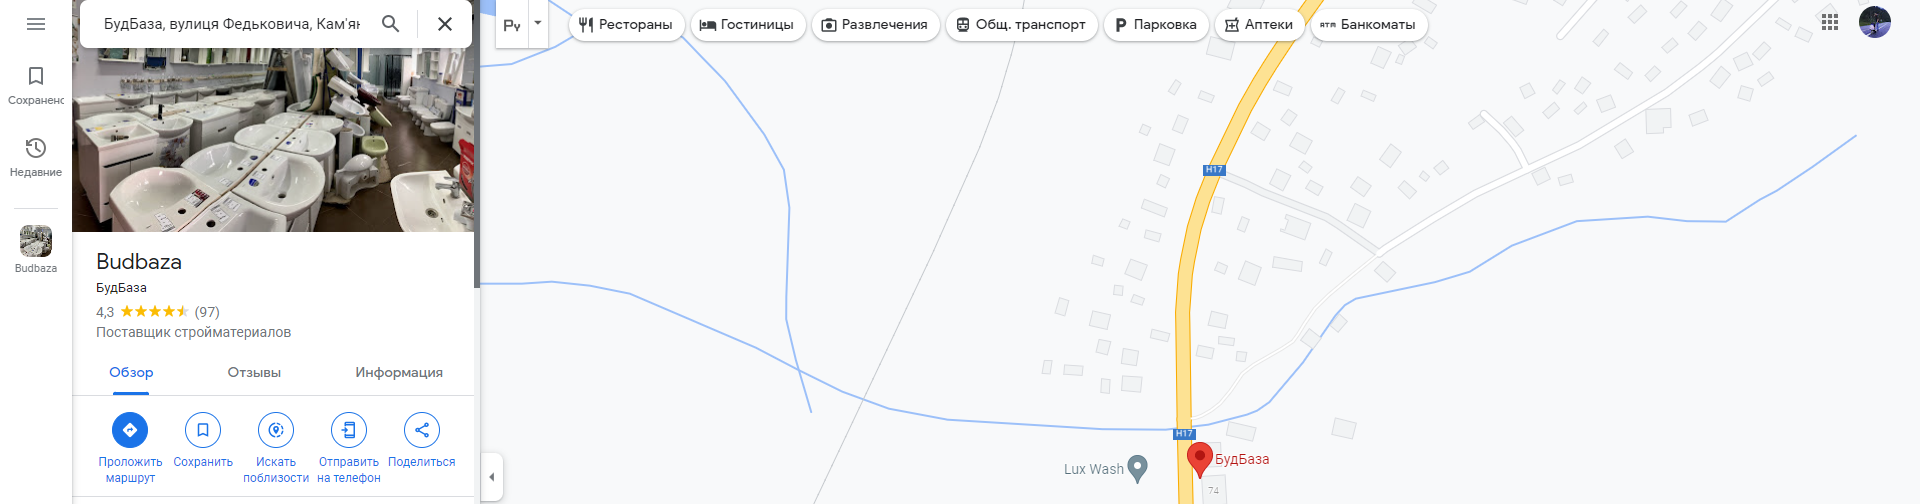 БудБаза, вулиця Федьковича, Кам'ян
Ру
Рестораны
Гостиницы
Развлечения
Общ. транспорт
Парковка
Аптеки
Банкоматы
Сохранено
Недавние
Budbaza
Budbaza
БудБаза
4,3
(97)
Поставщик стройматериалов
Обзор
Отзывы
Информация
Проложить
маршрут
Сохранить
Искать
поблизости
Отправить
на телефон
Поделиться
H17
H17
Lux Wash
БудБаза
74